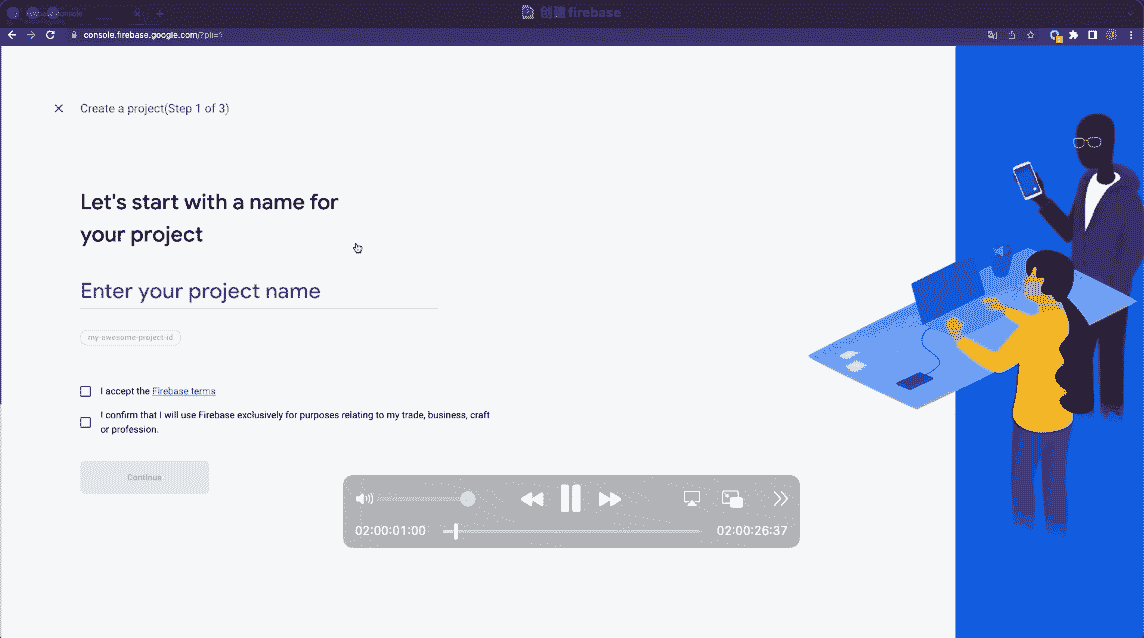 创建 firebase
console.firebase.google.com/?pli=1
Create a project(Step 1 of 3)
Let's start with a name for
your project
Enter your project name
my-awesome-project-id
I accept the Firebase terms
I confirm that I will use Firebase exclusively for purposes relating to my trade, business, craft
or profession.
Continue
02:00:01:00
02:00:26:37